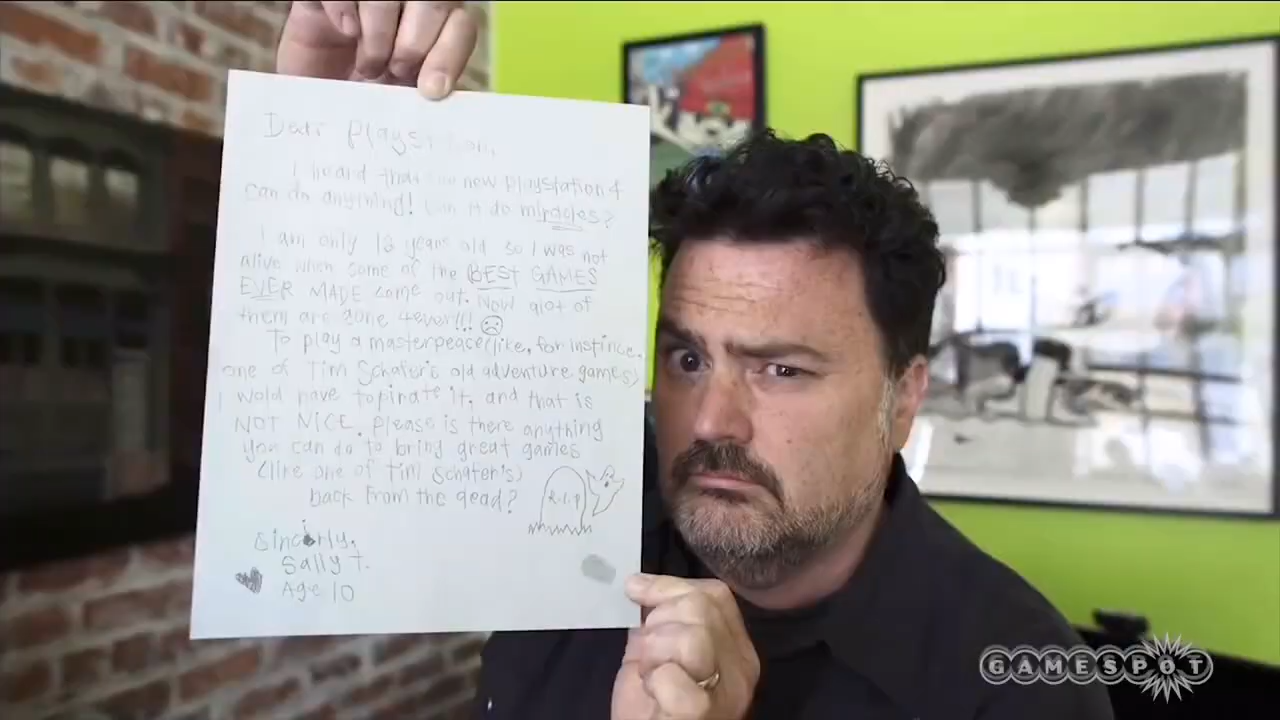 Dear Playstation,
I heard that the new Playstation 4
can do anything! Can it do miracles?
I am only 12 years old so I was not
alive when some of the BEST GAMES
EVER MADE came out. Now alot of
them are gone 4ever!!!
To play a masterpeace (like, for instince,
one of Tim Schafer's old adventure games)
I wold have to pirate it, and that is
NOT NICE. Please is there anything
you can do to bring great games
(like one of Tim Schafer's)
back from the dead?
R.I.P
Sincerly,
Sally T.
Age 10
GAMESPOT